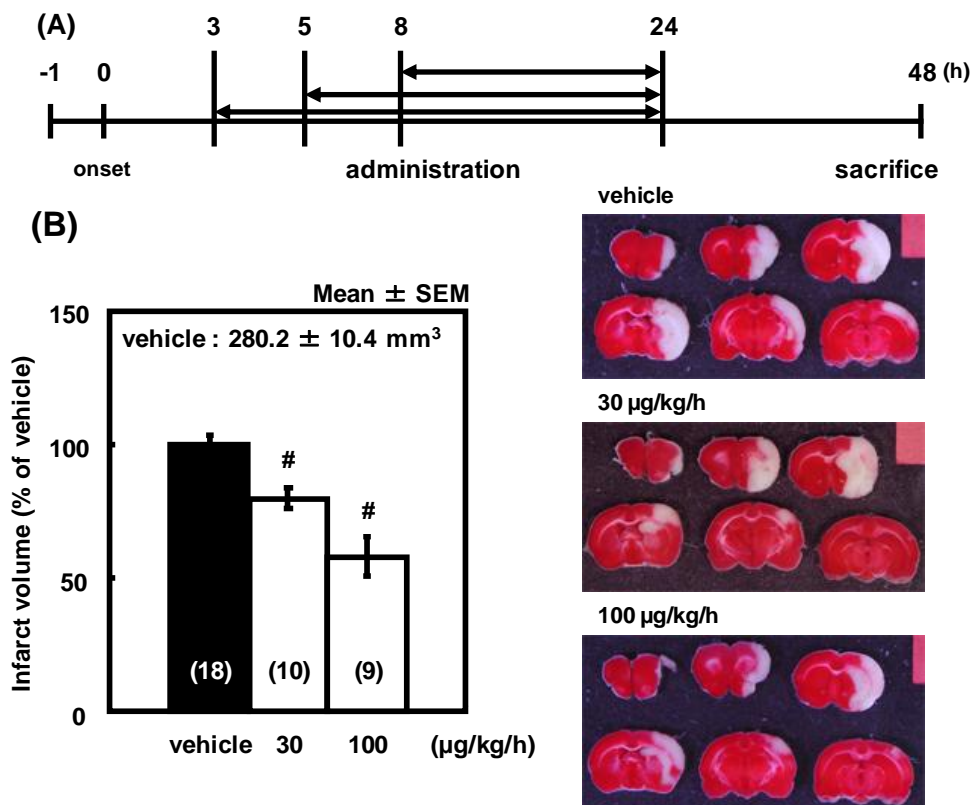 (A)
3 5 8 24
-1 0 48 (h)
onset administration sacrifice
(B)
Mean ± SEM
vehicle : 280.2 ± 10.4 mm³
Infarct volume (% of vehicle)
150
100
50
0
#
#
(18) (10) (9)
vehicle 30 100 (µg/kg/h)
vehicle
30 µg/kg/h
100 µg/kg/h